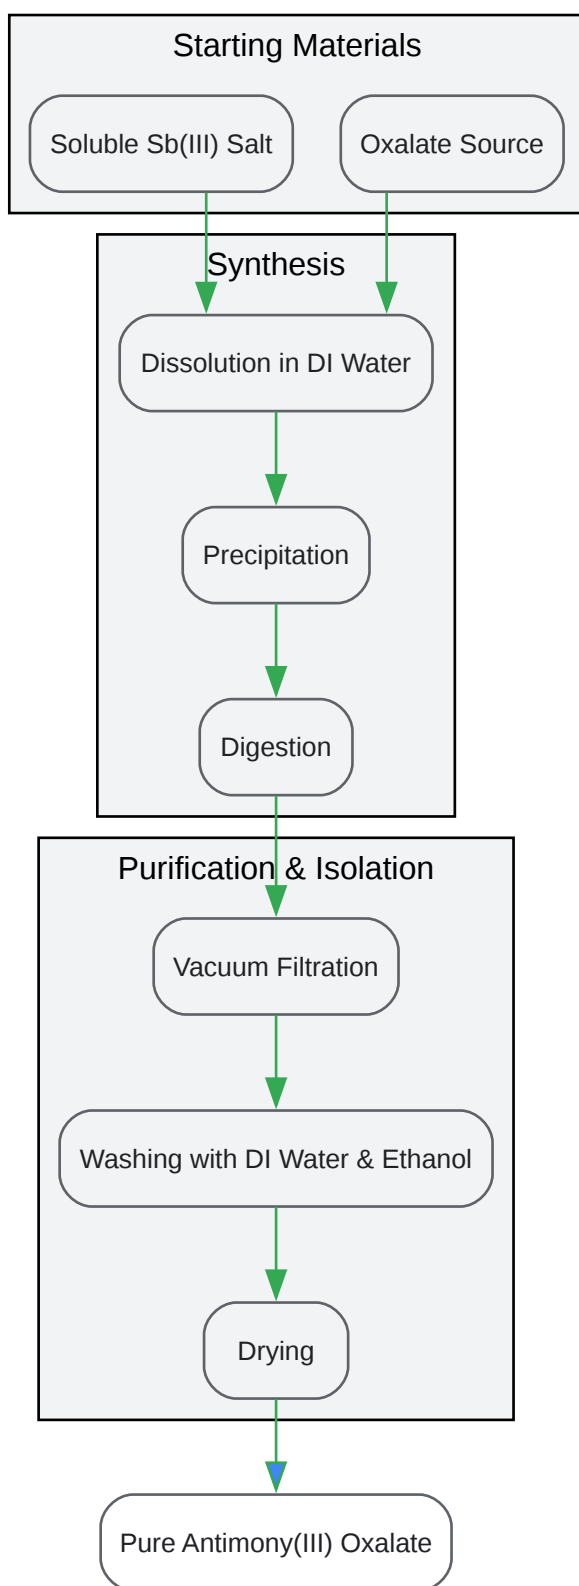 Starting Materials
Soluble Sb(III) Salt
Oxalate Source
Synthesis
Dissolution in DI Water
Precipitation
Digestion
Purification & Isolation
Vacuum Filtration
Washing with DI Water & Ethanol
Drying
Pure Antimony(III) Oxalate